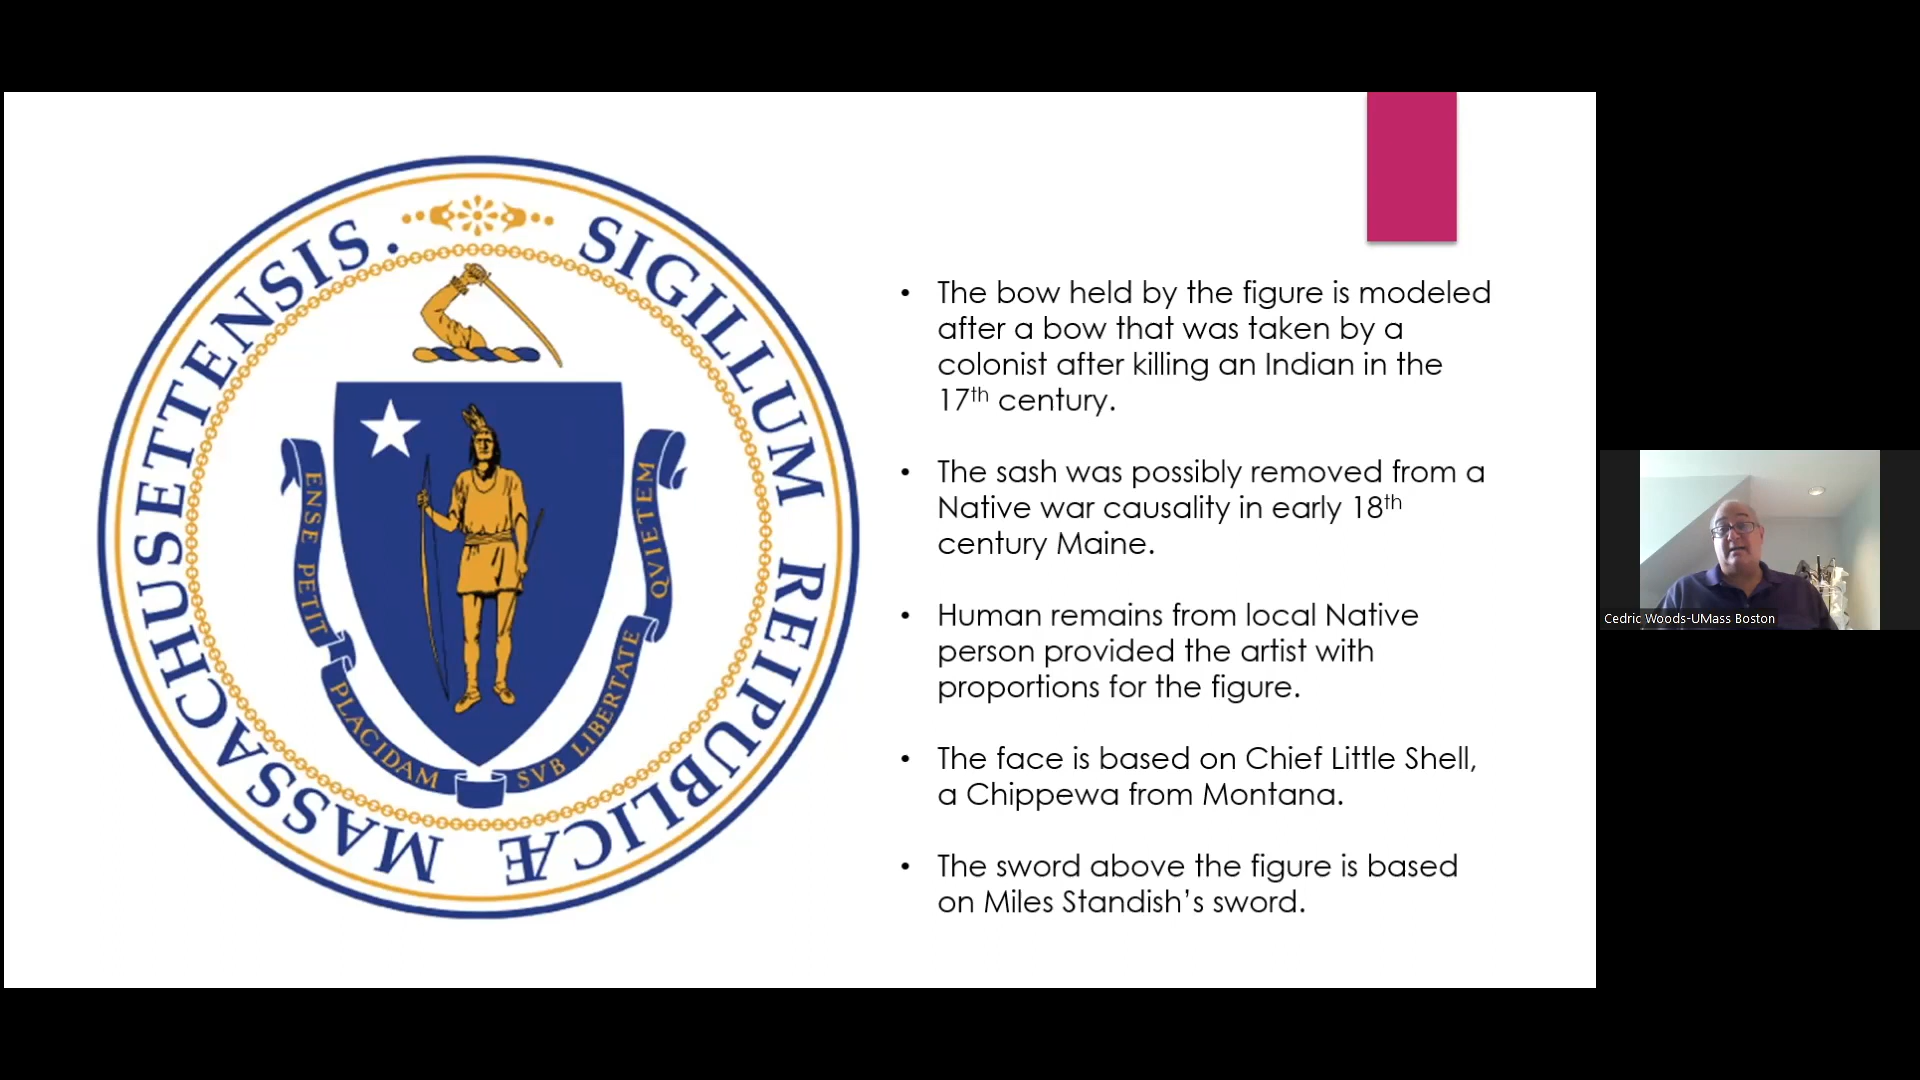 SIGILLUM REIPUBLICÆ MASSACHUSETTENSIS.
ENSE PETIT PLACIDAM SVB LIBERTATE QVIETEM
• The bow held by the figure is modeled
after a bow that was taken by a
colonist after killing an Indian in the
17th century.
• The sash was possibly removed from a
Native war causality in early 18th
century Maine.
• Human remains from local Native
person provided the artist with
proportions for the figure.
• The face is based on Chief Little Shell,
a Chippewa from Montana.
• The sword above the figure is based
on Miles Standish’s sword.
Cedric Woods-UMass Boston